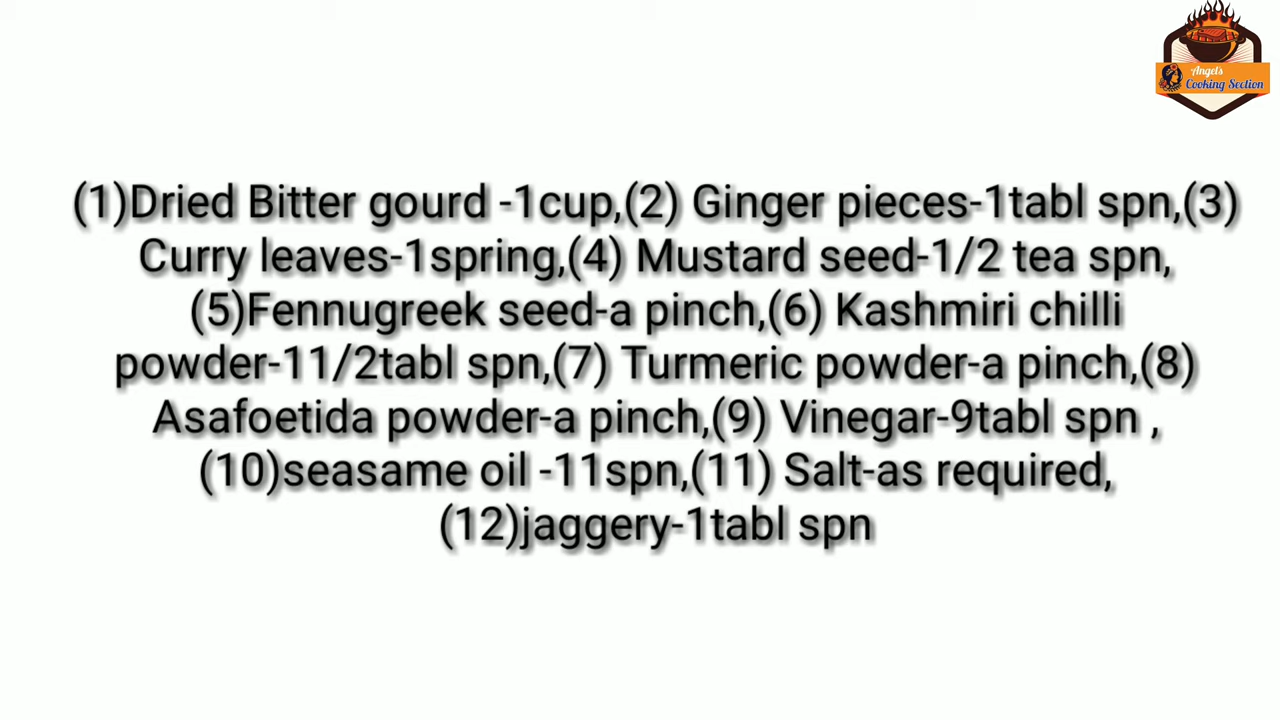 Angel's
Cooking Section
(1)Dried Bitter gourd -1cup,(2) Ginger pieces-1tabl spn,(3)
Curry leaves-1spring,(4) Mustard seed-1/2 tea spn,
(5)Fennugreek seed-a pinch,(6) Kashmiri chilli
powder-11/2tabl spn,(7) Turmeric powder-a pinch,(8)
Asafoetida powder-a pinch,(9) Vinegar-9tabl spn ,
(10)seasame oil -11spn,(11) Salt-as required,
(12)jaggery-1tabl spn